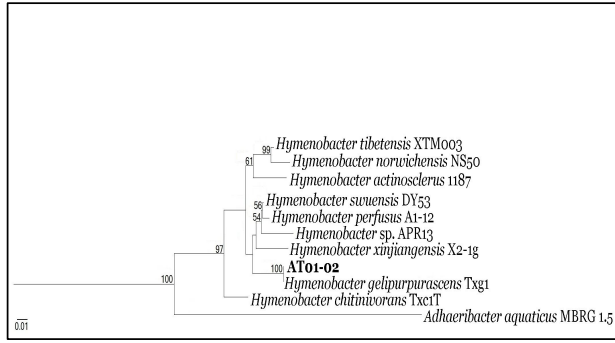 99
Hymenobacter tibetensis XTM003
Hymenobacter norwichensis NS50
61
Hymenobacter actinosclerus 1187
56
Hymenobacter swuensis DY53
54
Hymenobacter perfusus A1-12
Hymenobacter sp. APR13
97
Hymenobacter xinjiangensis X2-1g
100
AT01-02
Hymenobacter gelipurpurascens Txg1
100
Hymenobacter chitinivorans Txc1T
Adhaeribacter aquaticus MBRG 1.5
0.01